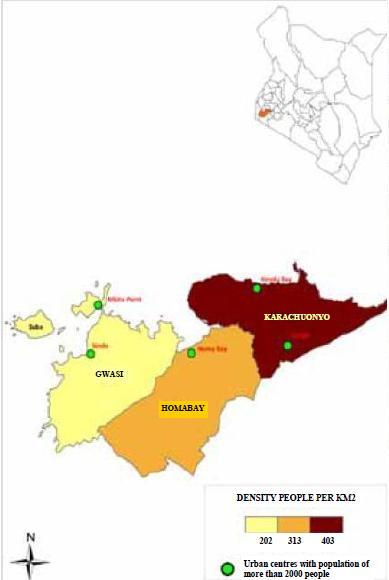 Kendu Bay
Mbita Point
KARACHUONYO
Suba
Sindo
Homa Bay
GWASI
HOMABAY
DENSITY PEOPLE PER KM2
202 313 403
N
Urban centres with population of
more than 2000 people